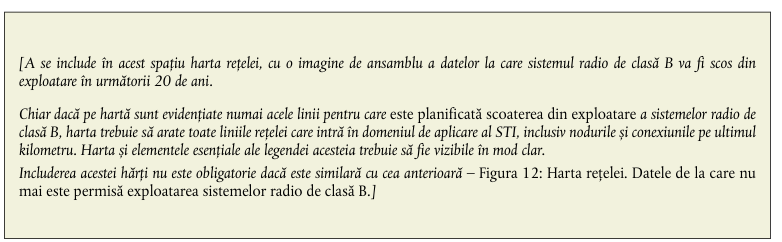 [A se include în acest spațiu harta rețelei, cu o imagine de ansamblu a datelor la care sistemul radio de clasă B va fi scos din
exploatare în următorii 20 de ani.
Chiar dacă pe hartă sunt evidențiate numai acele linii pentru care este planificată scoaterea din exploatare a sistemelor radio de
clasă B, harta trebuie să arate toate liniile rețelei care intră în domeniul de aplicare al STI, inclusiv nodurile și conexiunile pe ultimul
kilometru. Harta și elementele esențiale ale legendei acesteia trebuie să fie vizibile în mod clar.
Includerea acestei hărți nu este obligatorie dacă este similară cu cea anterioară – Figura 12: Harta rețelei. Datele de la care nu
mai este permisă exploatarea sistemelor radio de clasă B.]